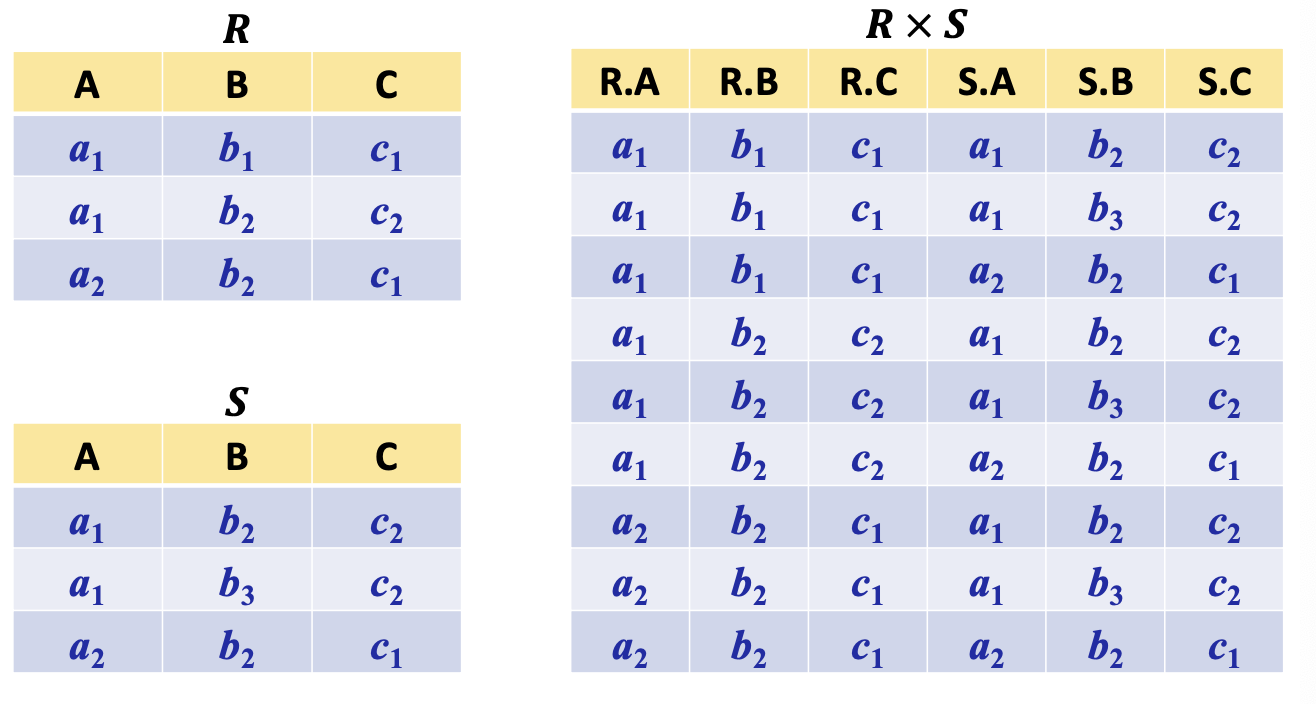 R
A B C
a₁ b₁ c₁
a₁ b₂ c₂
a₂ b₂ c₁
S
A B C
a₁ b₂ c₂
a₁ b₃ c₂
a₂ b₂ c₁
R × S
R.A R.B R.C S.A S.B S.C
a₁ b₁ c₁ a₁ b₂ c₂
a₁ b₁ c₁ a₁ b₃ c₂
a₁ b₁ c₁ a₂ b₂ c₁
a₁ b₂ c₂ a₁ b₂ c₂
a₁ b₂ c₂ a₁ b₃ c₂
a₁ b₂ c₂ a₂ b₂ c₁
a₂ b₂ c₁ a₁ b₂ c₂
a₂ b₂ c₁ a₁ b₃ c₂
a₂ b₂ c₁ a₂ b₂ c₁